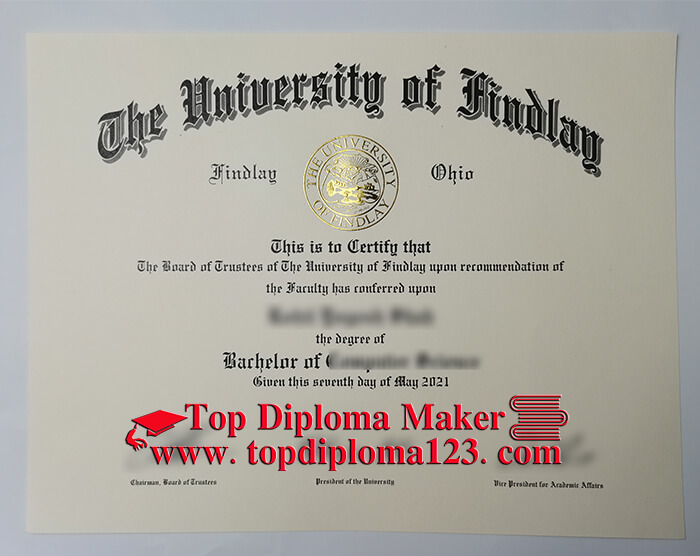 The University of Findlay
Findlay Ohio
THE UNIVERSITY OF FINDLAY
This is to Certify that
The Board of Trustees of The University of Findlay upon recommendation of
the Faculty has conferred upon
the degree of
Bachelor of Computer Science
Given this seventh day of May 2021
Top Diploma Maker
www. topdiploma123. com
Chairman, Board of Trustees President of the University Vice President for Academic Affairs